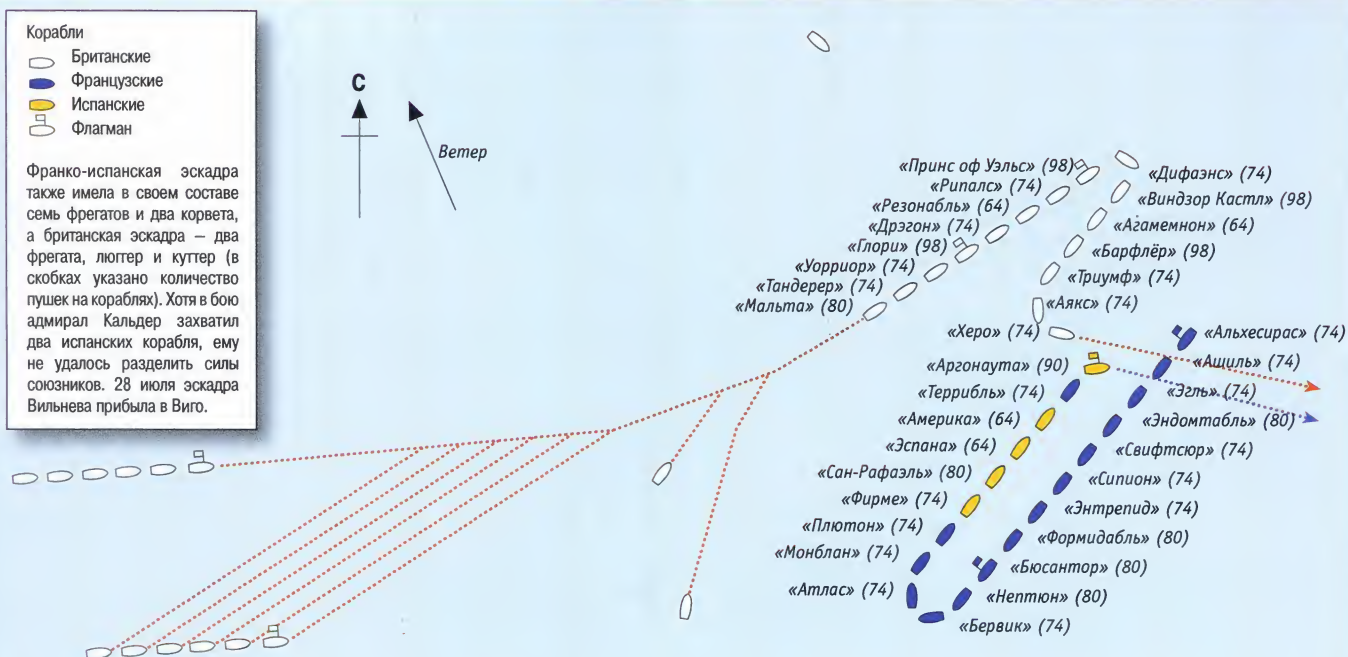 Корабли
Британские
Французские
Испанские
Флагман
Франко-испанская эскадра
также имела в своем составе
семь фрегатов и два корвета,
а британская эскадра – два
фрегата, люггер и куттер (в
скобках указано количество
пушек на кораблях). Хотя в бою
адмирал Кальдер захватил
два испанских корабля, ему
не удалось разделить силы
союзников. 28 июля эскадра
Вильнева прибыла в Виго.
С
Ветер
«Принс оф Уэльс» (98)
«Рипалс» (74)
«Резонабль» (64)
«Дрэгон» (74)
«Глори» (98)
«Уорриор» (74)
«Тандерер» (74)
«Мальта» (80)
«Дифаэнс» (74)
«Виндзор Кастл» (98)
«Агамемнон» (64)
«Барфлёр» (98)
«Триумф» (74)
«Аякс» (74)
«Херо» (74)
«Аргонаута» (90)
«Террибль» (74)
«Америка» (64)
«Эспана» (64)
«Сан-Рафаэль» (80)
«Фирме» (74)
«Плютон» (74)
«Монблан» (74)
«Атлас» (74)
«Альхесирас» (74)
«Ашиль» (74)
«Эгль» (74)
«Эндомтабль» (80)
«Свифтсюр» (74)
«Сипион» (74)
«Энтрепид» (74)
«Формидабль» (80)
«Бюсантор» (80)
«Нептюн» (80)
«Бервик» (74)